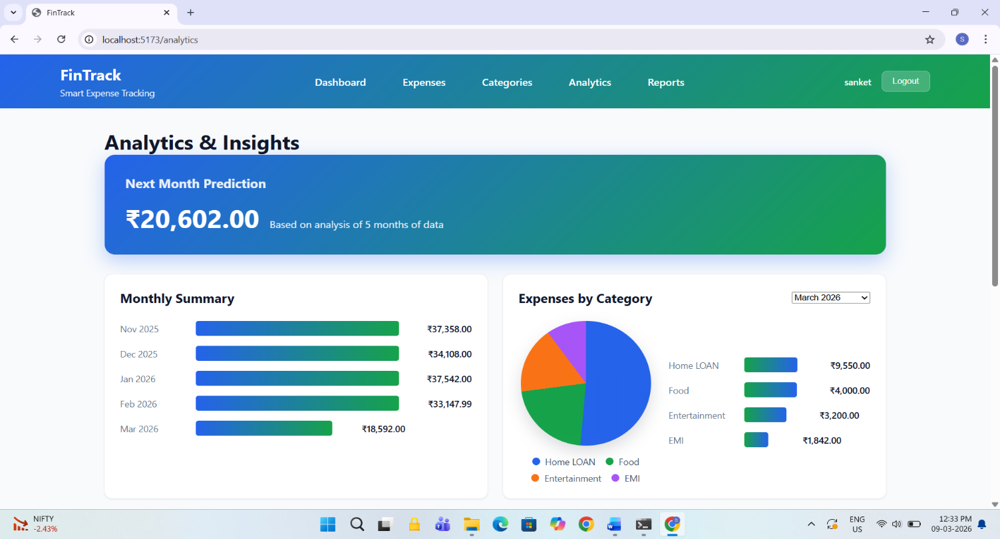 FinTrack
localhost:5173/analytics
S
FinTrack
Smart Expense Tracking
Dashboard Expenses Categories Analytics Reports
sanket Logout
Analytics & Insights
Next Month Prediction
₹20,602.00 Based on analysis of 5 months of data
Monthly Summary
Nov 2025 ₹37,358.00
Dec 2025 ₹34,108.00
Jan 2026 ₹37,542.00
Feb 2026 ₹33,147.99
Mar 2026 ₹18,592.00
Expenses by Category March 2026
Home LOAN ₹9,550.00
Food ₹4,000.00
Entertainment ₹3,200.00
EMI ₹1,842.00
Home LOAN Food
Entertainment EMI
NIFTY
-2.43%
ENG
US
12:33 PM
09-03-2026